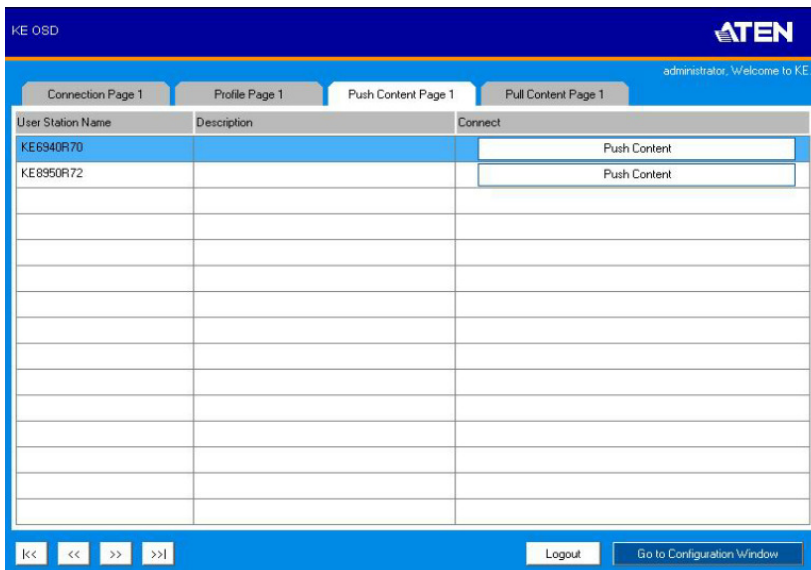 KE OSD
ATEN
administrator, Welcome to KE
Connection Page 1 Profile Page 1 Push Content Page 1 Pull Content Page 1
User Station Name Description Connect
KE6940R70 Push Content
KE8950R72 Push Content
|<< << >> >>| Logout Go to Configuration Window